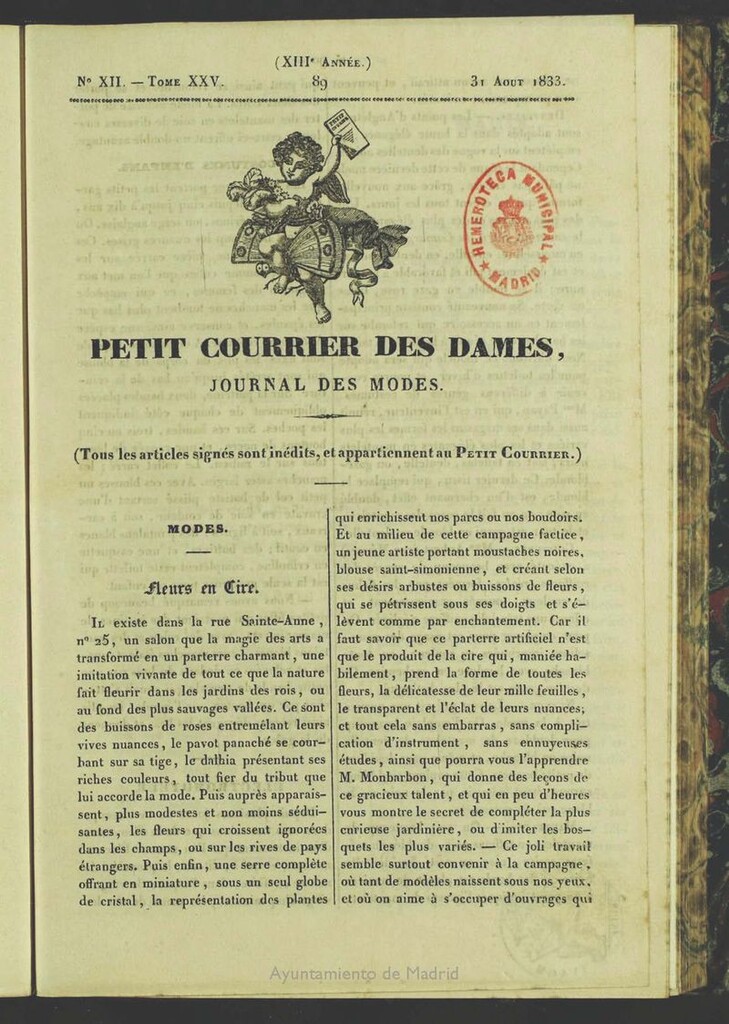 (XIIIe ANNÉE.)
No XII. — TOME XXV. 89 31 AOUT 1833.
PETIT
HEMEROTECA MUNICIPAL
★ MADRID ★
PETIT COURRIER DES DAMES,
JOURNAL DES MODES.
(Tous les articles signés sont inédits, et appartiennent au PETIT COURRIER.)
MODES.
Fleurs en Cire.
IL existe dans la rue Sainte-Anne,
no 25, un salon que la magie des arts a
transformé en un parterre charmant, une
imitation vivante de tout ce que la nature
fait fleurir dans les jardins des rois, ou
au fond des plus sauvages vallées. Ce sont
des buissons de roses entremêlant leurs
vives nuances, le pavot panaché se cour-
bant sur sa tige, le dalhia présentant ses
riches couleurs, tout fier du tribut que
lui accorde la mode. Puis auprès apparais-
sent, plus modestes et non moins sédui-
santes, les fleurs qui croissent ignorées
dans les champs, ou sur les rives de pays
étrangers. Puis enfin, une serre complète
offrant en miniature, sous un seul globe
de cristal, la représentation des plantes
qui enrichissent nos parcs ou nos boudoirs.
Et au milieu de cette campagne factice,
un jeune artiste portant moustaches noires,
blouse saint-simonienne, et créant selon
ses désirs arbustes ou buissons de fleurs,
qui se pétrissent sous ses doigts et s'é-
lèvent comme par enchantement. Car il
faut savoir que ce parterre artificiel n'est
que le produit de la cire qui, maniée ha-
bilement, prend la forme de toutes les
fleurs, la délicatesse de leur mille feuilles,
le transparent et l'éclat de leurs nuances;
et tout cela sans embarras, sans compli-
cation d'instrument, sans ennuyeuses
études, ainsi que pourra vous l'apprendre
M. Monbarbon, qui donne des leçons de
ce gracieux talent, et qui en peu d'heures
vous montre le secret de compléter la plus
curieuse jardinière, ou d'imiter les bos-
quets les plus variés. — Ce joli travail
semble surtout convenir à la campagne,
où tant de modèles naissent sous nos yeux,
et où on aime à s'occuper d'ouvrages qui
Ayuntamiento de Madrid